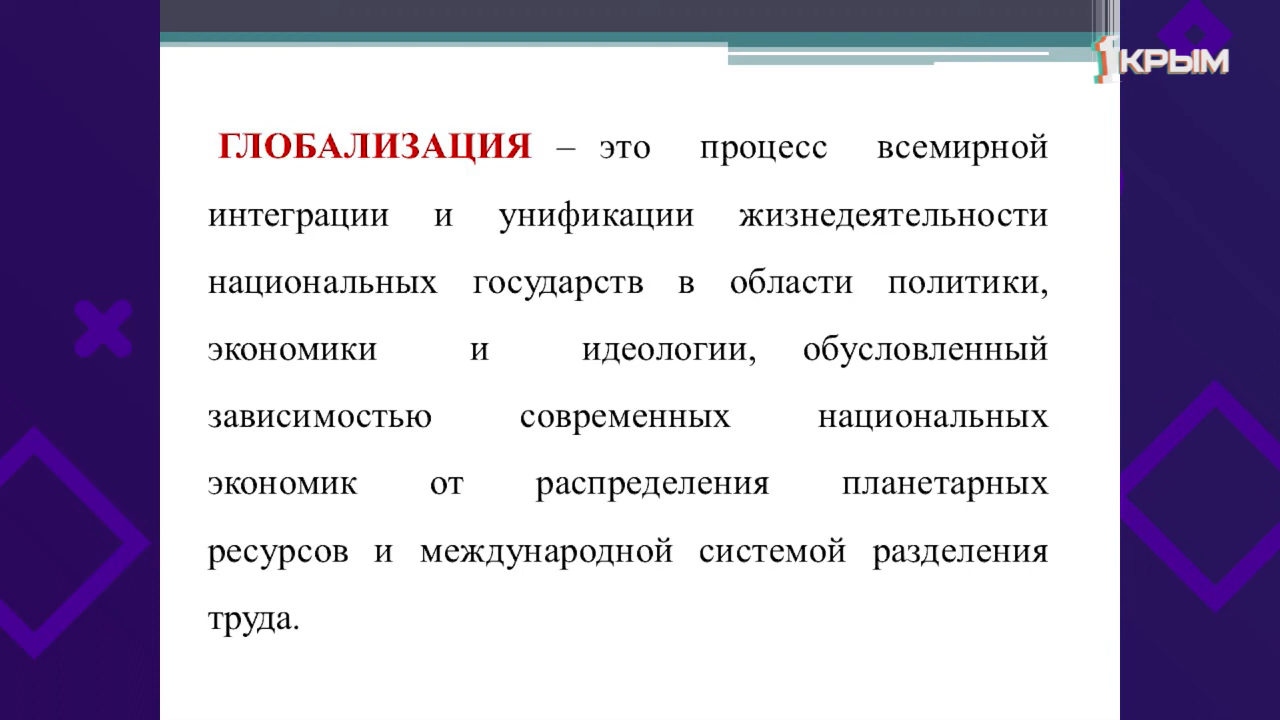 1КРЫМ
ГЛОБАЛИЗАЦИЯ – это процесс всемирной
интеграции и унификации жизнедеятельности
национальных государств в области политики,
экономики и идеологии, обусловленный
зависимостью современных национальных
экономик от распределения планетарных
ресурсов и международной системой разделения
труда.